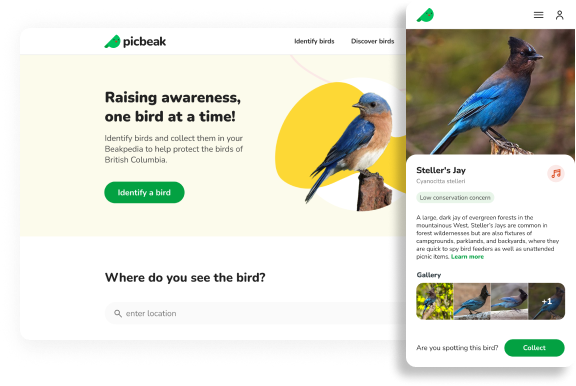 picbeak
Identify birds
Discover birds
Raising awareness,
one bird at a time!
Identify birds and collect them in your
Beakpedia to help protect the birds of
British Columbia.
Identify a bird
Where do you see the bird?
enter location
Steller's Jay
Cyanocitta stelleri
Low conservation concern
A large, dark jay of evergreen forests in the
mountainous West. Steller's Jays are common in
forest wildernesses but are also fixtures of
campgrounds, parklands, and backyards, where they
are quick to spy bird feeders as well as unattended
picnic items. Learn more
Gallery
+1
Are you spotting this bird?
Collect